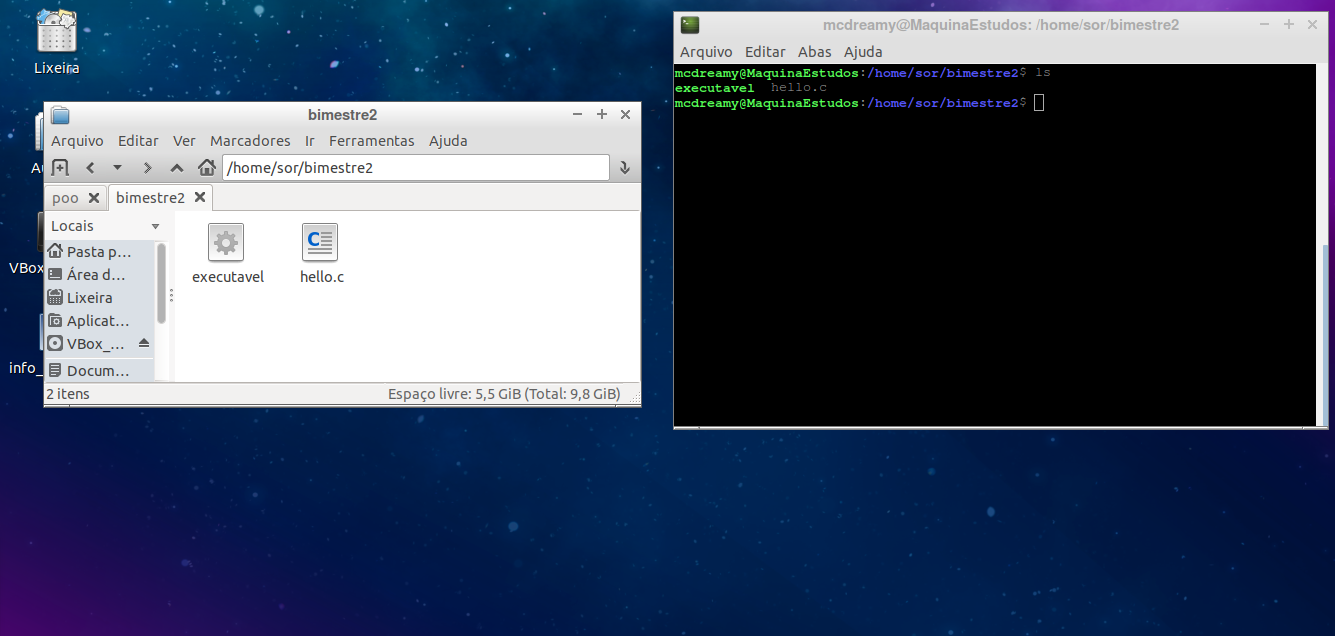 Lixeira
Au
VBox_
info_
bimestre2
Arquivo Editar Ver Marcadores Ir Ferramentas Ajuda
/home/sor/bimestre2
poo bimestre2
Locais
Pasta p...
Área d...
Lixeira
Aplicat...
VBox_...
Docum...
executavel hello.c
2 itens Espaço livre: 5,5 GiB (Total: 9,8 GiB)
mcdreamy@MaquinaEstudos: /home/sor/bimestre2
Arquivo Editar Abas Ajuda
mcdreamy@MaquinaEstudos:/home/sor/bimestre2$ ls
executavel hello.c
mcdreamy@MaquinaEstudos:/home/sor/bimestre2$